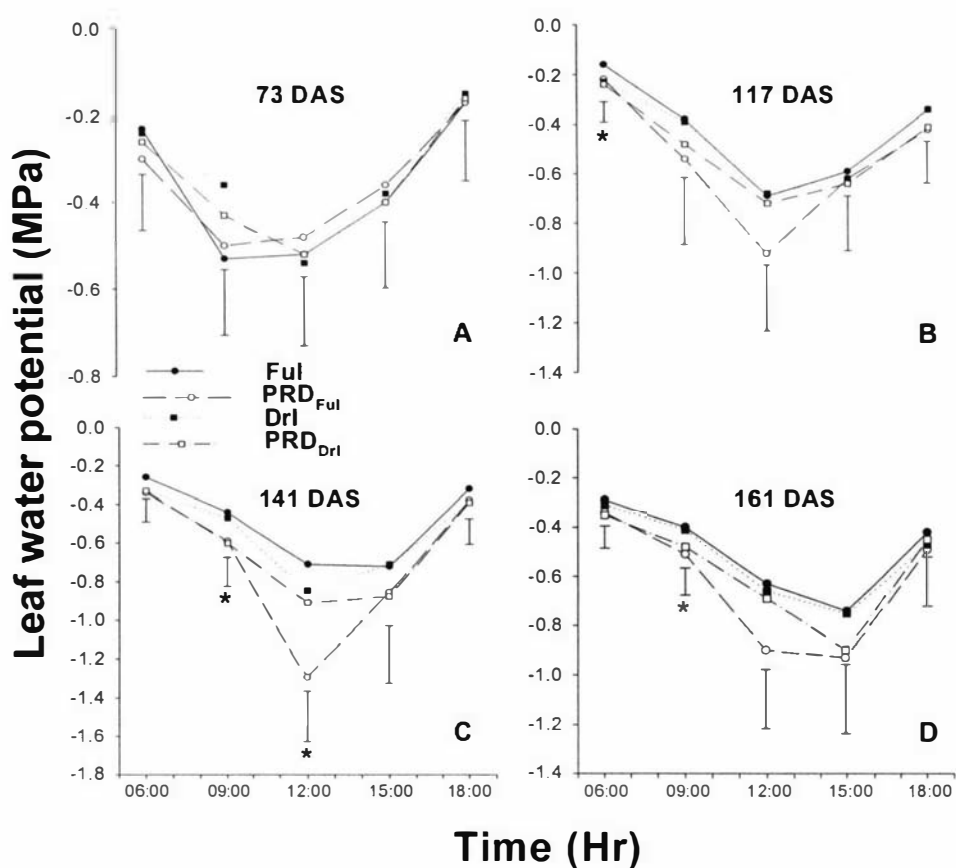 Leaf water potential (MPa)
0.0
-0.2
-0.4
-0.6
-0.8
73 DAS
A
0.0
-0.2
-0.4
-0.6
-0.8
-1.0
-1.2
-1.4
117 DAS
*
B
Ful
PRD_Ful
Drl
PRD_Drl
0.0
-0.2
-0.4
-0.6
-0.8
-1.0
-1.2
-1.4
-1.6
-1.8
141 DAS
*
*
C
06:00 09:00 12:00 15:00 18:00
0.0
-0.2
-0.4
-0.6
-0.8
-1.0
-1.2
-1.4
161 DAS
*
D
06:00 09:00 12:00 15:00 18:00
Time (Hr)